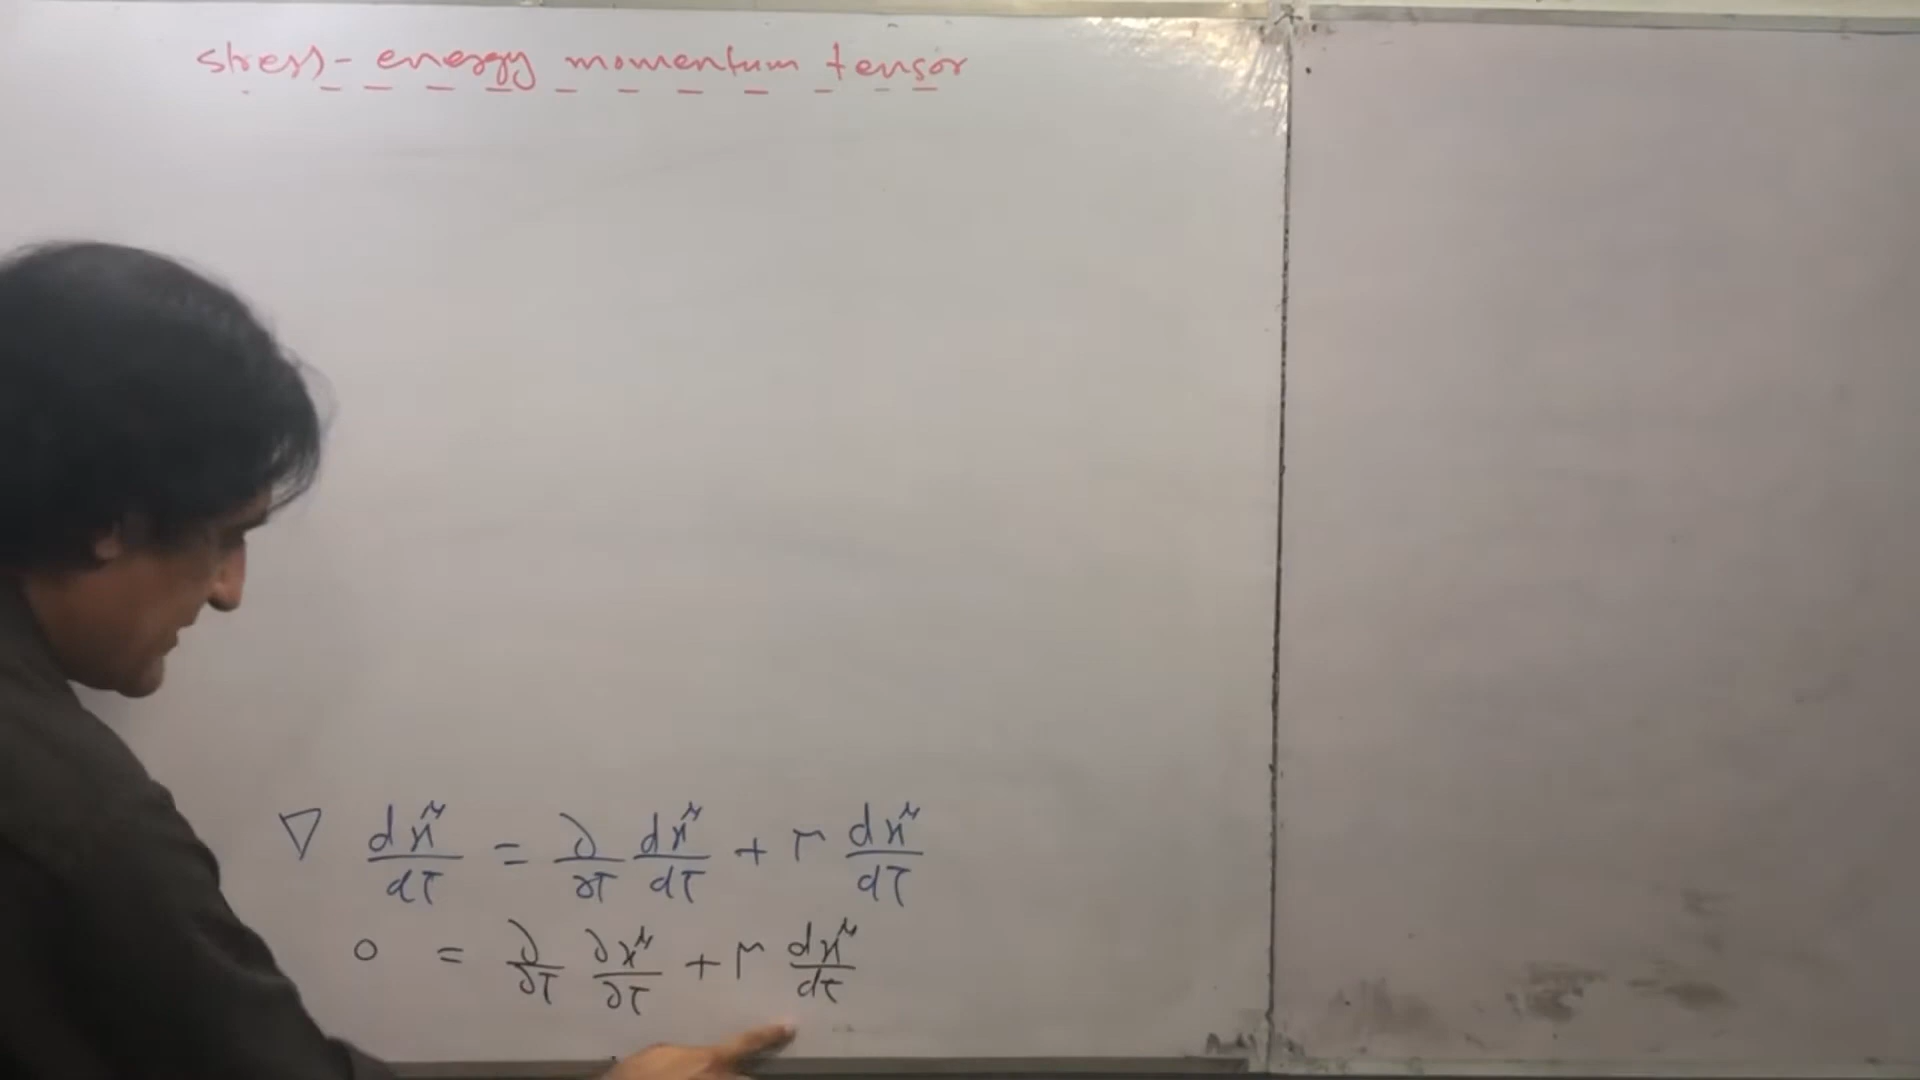 stress-energy momentum tensor
∇ dx^μ/dτ = ∂/∂τ dx^μ/dτ + Γ dx^μ/dτ
0 = ∂/∂τ ∂x^μ/∂τ + Γ dx^μ/dτ